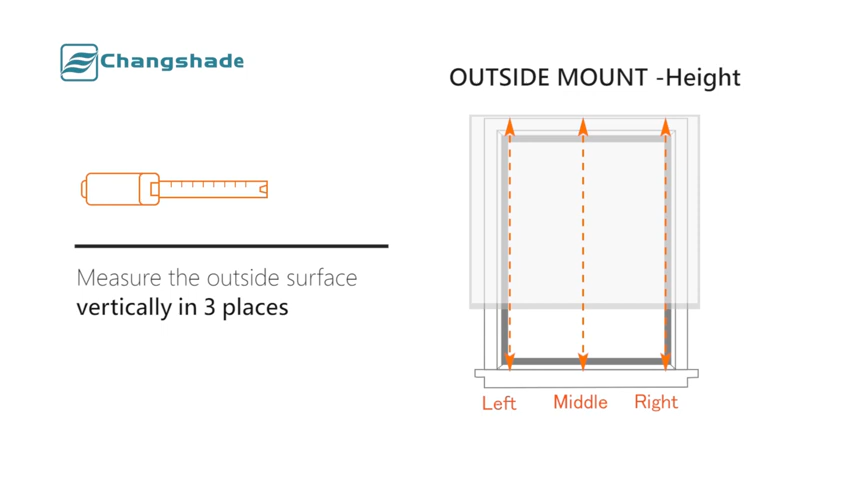 Changshade
OUTSIDE MOUNT -Height
Measure the outside surface
vertically in 3 places
Left Middle Right